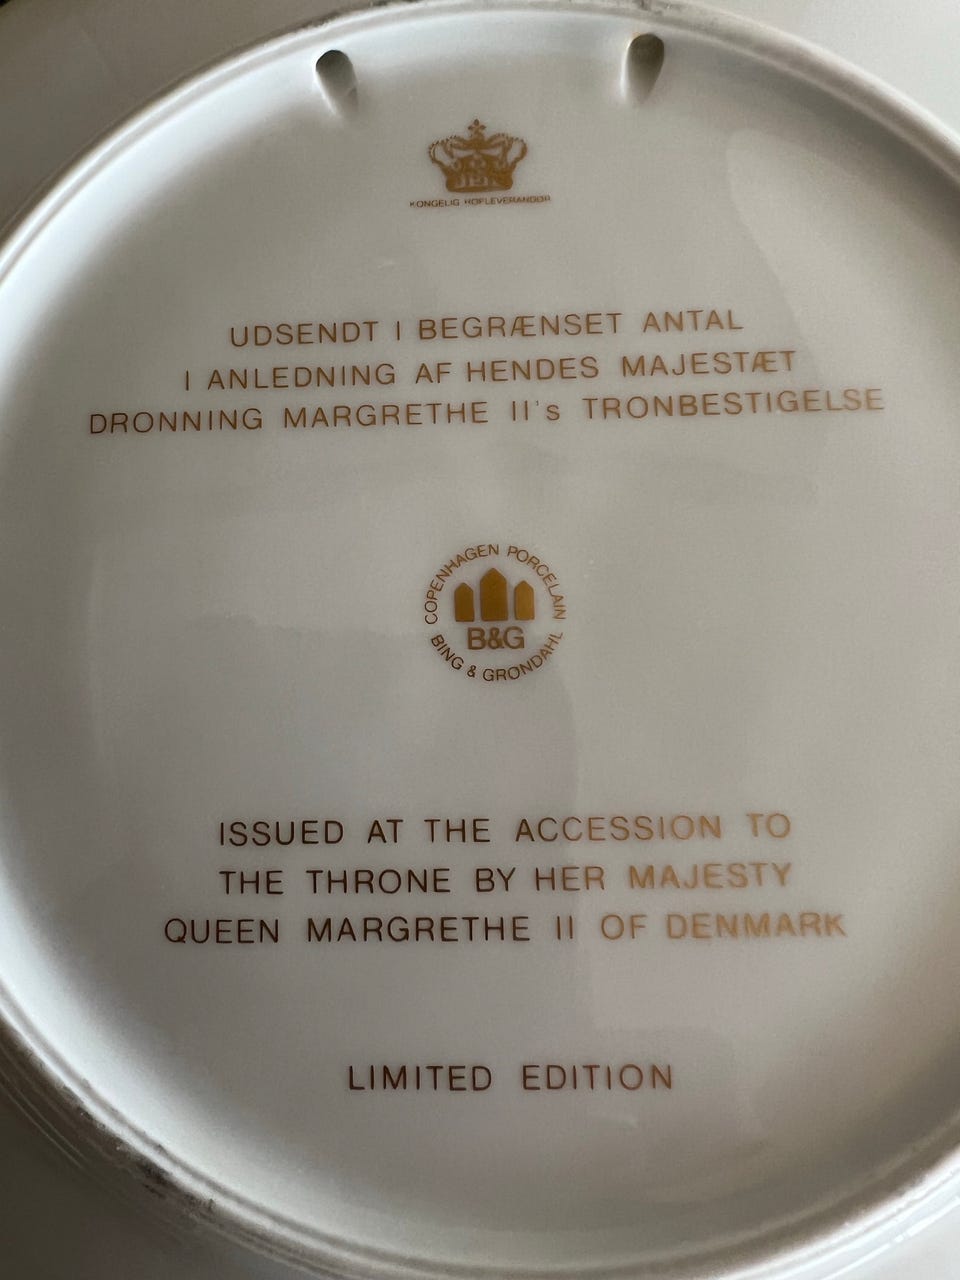 KONGELIG HOFLEVERANDØR
UDSENDT I BEGRÆNSET ANTAL
I ANLEDNING AF HENDES MAJESTÆT
DRONNING MARGRETHE II's TRONBESTIGELSE
COPENHAGEN PORCELAIN
B&G
BING & GRONDAHL
ISSUED AT THE ACCESSION TO
THE THRONE BY HER MAJESTY
QUEEN MARGRETHE II OF DENMARK
LIMITED EDITION